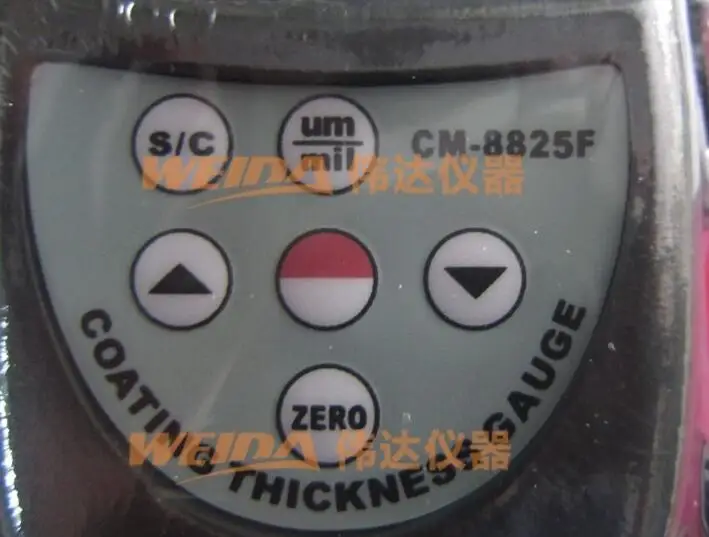 S/C
um
mil
CM-8825F
WEIDA 伟达仪器
ZERO
COATING THICKNESS GAUGE
WEIDA 伟达仪器